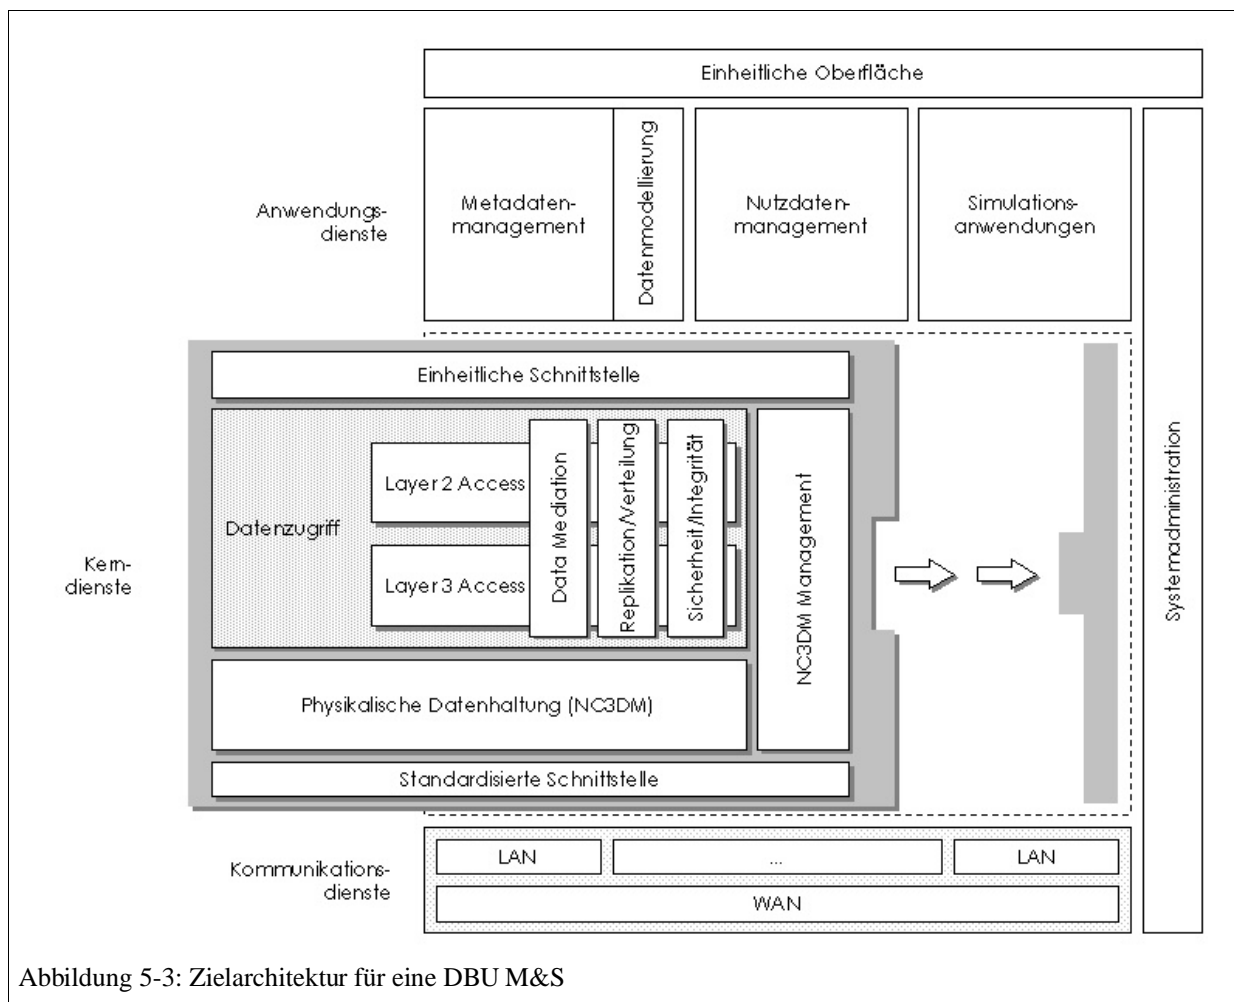 Einheitliche Oberfläche
Anwendungs-
dienste
Metadaten-
management
Datenmodellierung
Nutzdaten-
management
Simulations-
anwendungen
Systemadministration
Kern-
dienste
Einheitliche Schnittstelle
Datenzugriff
Layer 2 Access
Layer 3 Access
Data Mediation
Replikation/Verteilung
Sicherheit/Integrität
NC3DM Management
Physikalische Datenhaltung (NC3DM)
Standardisierte Schnittstelle
Kommunikations-
dienste
LAN
...
LAN
WAN
Abbildung 5-3: Zielarchitektur für eine DBU M&S